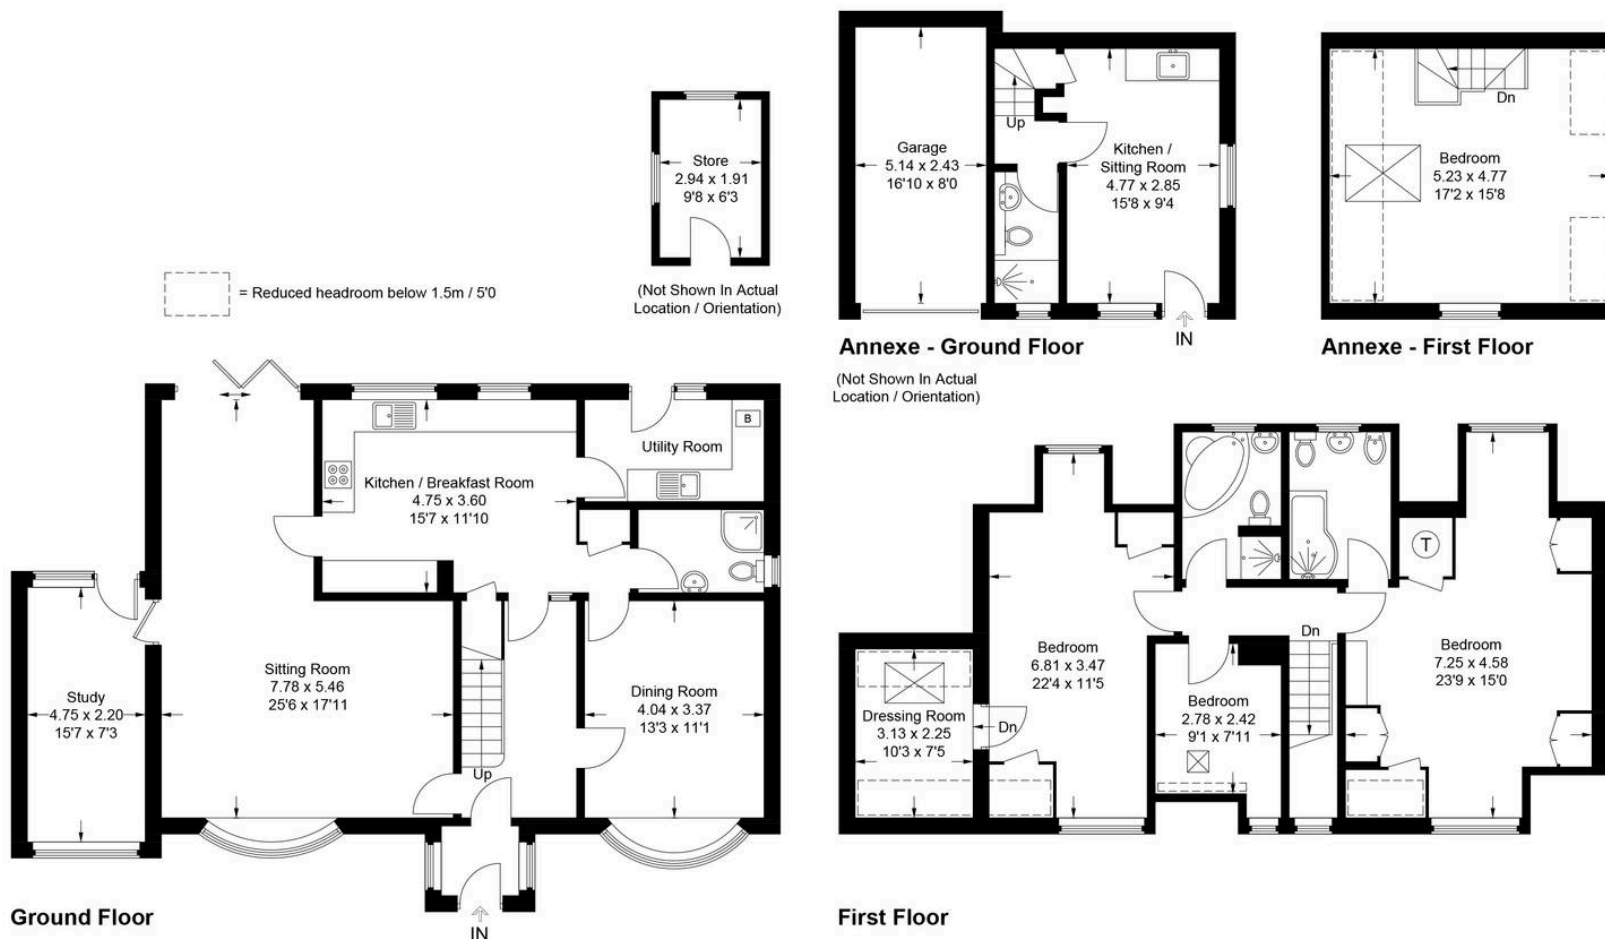 Store
2.94 x 1.91
9'8 x 6'3
(Not Shown In Actual
Location / Orientation)
= Reduced headroom below 1.5m / 5'0
Garage
5.14 x 2.43
16'10 x 8'0
Up
Kitchen /
Sitting Room
4.77 x 2.85
15'8 x 9'4
IN
Annexe - Ground Floor
(Not Shown In Actual
Location / Orientation)
Dn
Bedroom
5.23 x 4.77
17'2 x 15'8
Annexe - First Floor
Utility Room
B
Kitchen / Breakfast Room
4.75 x 3.60
15'7 x 11'10
Sitting Room
7.78 x 5.46
25'6 x 17'11
Study
4.75 x 2.20
15'7 x 7'3
Dining Room
4.04 x 3.37
13'3 x 11'1
Up
IN
Ground Floor
T
Dn
Bedroom
6.81 x 3.47
22'4 x 11'5
Bedroom
7.25 x 4.58
23'9 x 15'0
Bedroom
2.78 x 2.42
9'1 x 7'11
Dressing Room
3.13 x 2.25
10'3 x 7'5
Dn
First Floor